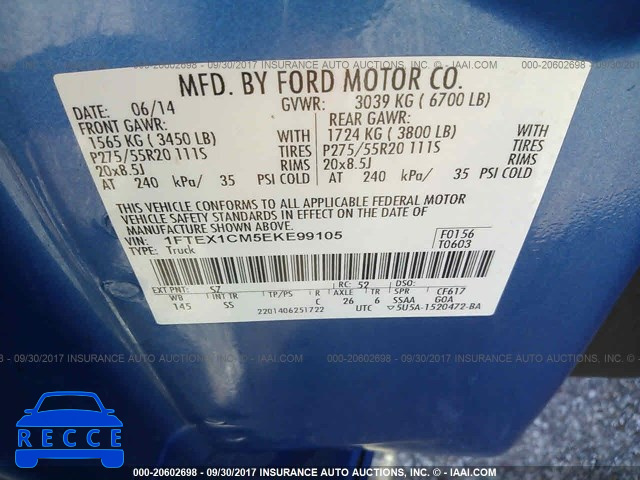 000-20602698 - 09/30/2017 INSURANCE AUTO AUCTIONS, INC. - IAAI.COM
MFD. BY FORD MOTOR CO.
DATE: 06/14 GVWR: 3039 KG ( 6700 LB)
FRONT GAWR: REAR GAWR:
1565 KG ( 3450 LB) WITH 1724 KG ( 3800 LB) WITH
P275/55R20 111S TIRES P275/55R20 111S TIRES
20x8.5J RIMS 20x8.5J RIMS
AT 240 kPa/ 35 PSI COLD AT 240 kPa/ 35 PSI COLD
THIS VEHICLE CONFORMS TO ALL APPLICABLE FEDERAL MOTOR
VEHICLE SAFETY STANDARDS IN EFFECT ON THE DATE OF
MANUFACTURE SHOWN ABOVE.
VIN: 1FTEX1CM5EKE99105 F0156
TYPE: Truck T0603
EXT PNT: SZ RC: 52 DSO:
WB INT TR TP/PS R AXLE TR SPR CF617
145 SS C 26 6 SSAA GOA
2201406251722 UTC 5U5A-1520472-BA
RECCE
000-20602698 - 09/30/2017 INSURANCE AUTO AUCTIONS, INC. - IAAI.COM